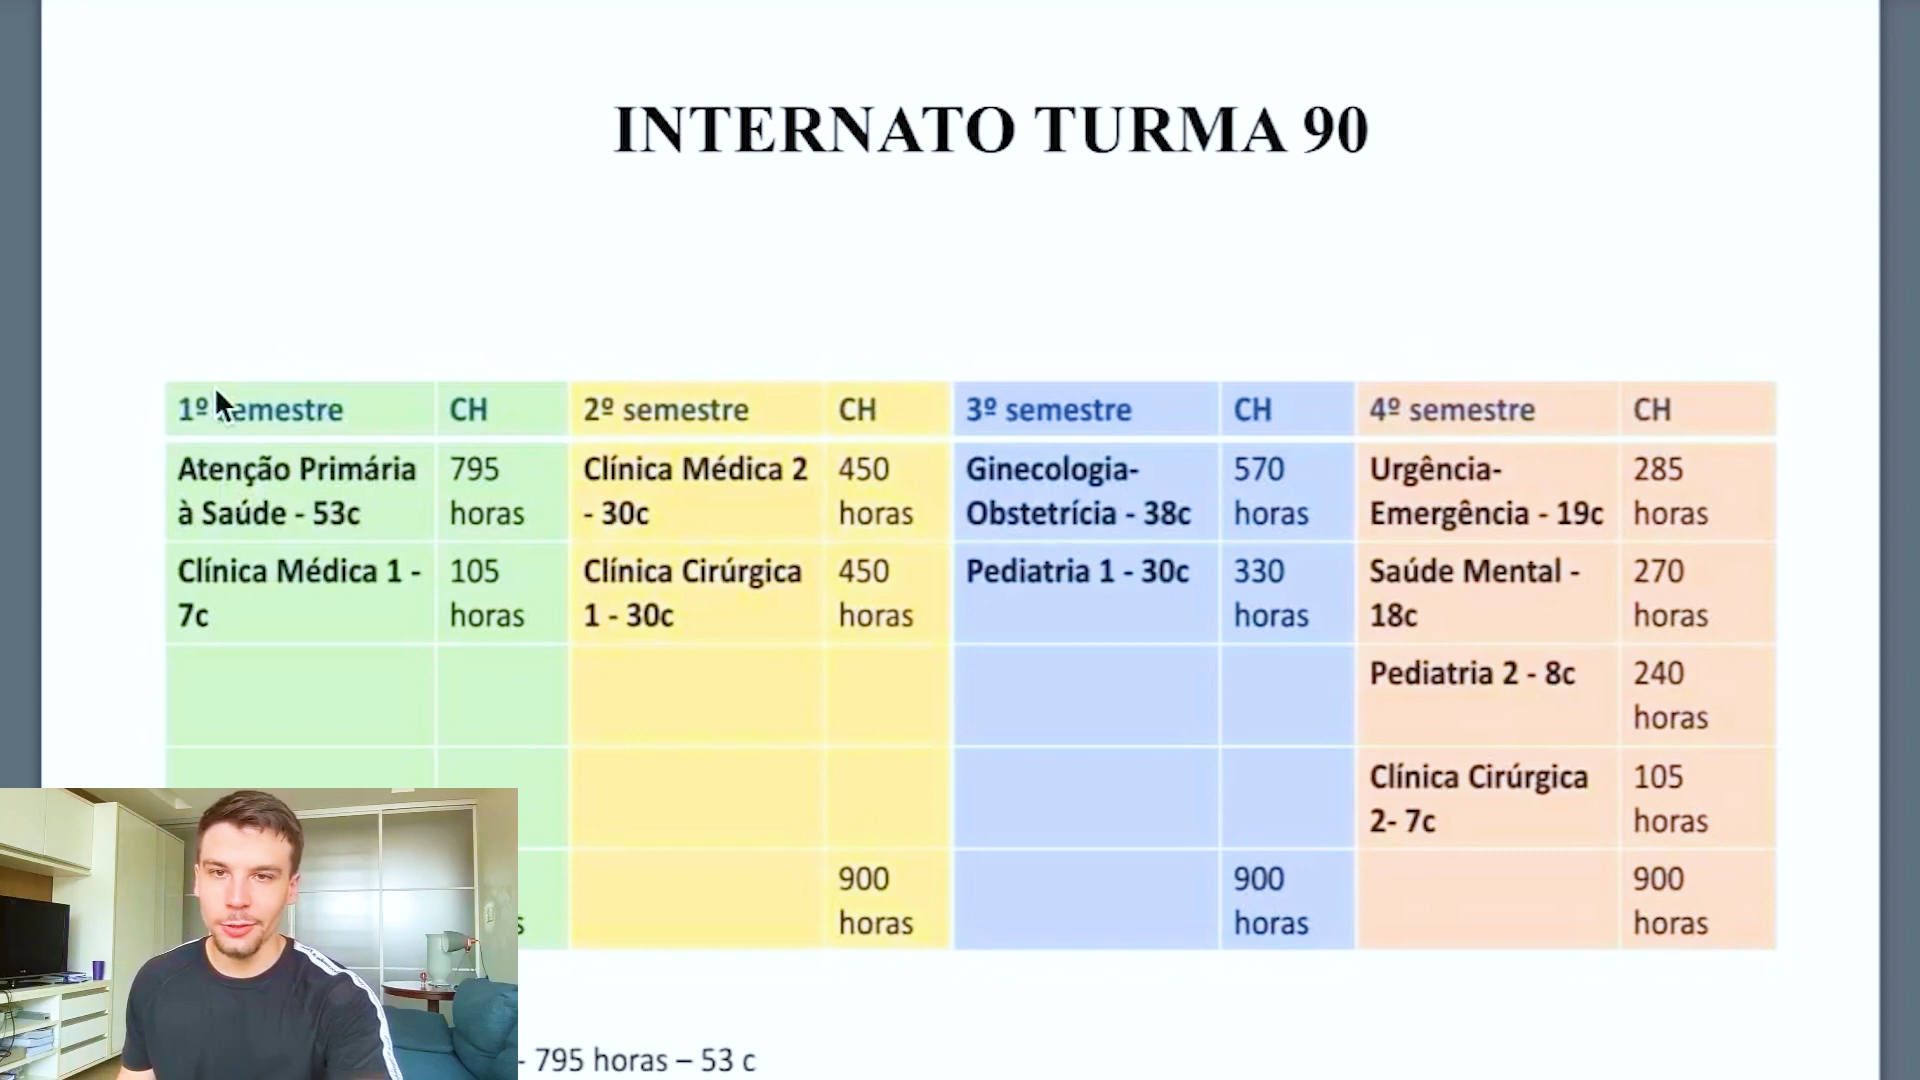 INTERNATO TURMA 90
1º semestre CH 2º semestre CH 3º semestre CH 4º semestre CH
Atenção Primária 795 Clínica Médica 2 450 Ginecologia- 570 Urgência- 285
à Saúde - 53c horas - 30c horas Obstetrícia - 38c horas Emergência - 19c horas
Clínica Médica 1 - 105 Clínica Cirúrgica 450 Pediatria 1 - 30c 330 Saúde Mental - 270
7c horas 1 - 30c horas horas 18c horas
Pediatria 2 - 8c 240
horas
Clínica Cirúrgica 105
2- 7c horas
900 900 900
s horas horas horas
- 795 horas – 53 c